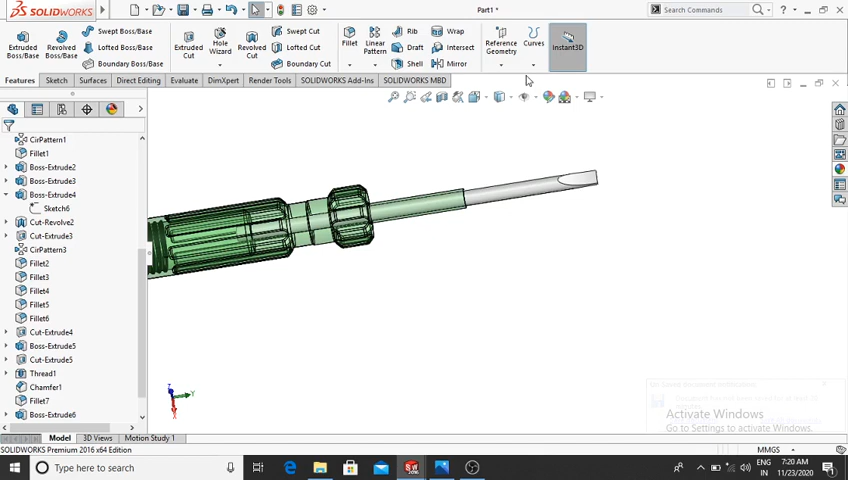 SOLIDWORKS
Part1 *
Search Commands
Extruded Boss/Base
Revolved Boss/Base
Swept Boss/Base
Lofted Boss/Base
Boundary Boss/Base
Extruded Cut
Hole Wizard
Revolved Cut
Swept Cut
Lofted Cut
Boundary Cut
Fillet
Linear Pattern
Rib
Draft
Shell
Wrap
Intersect
Mirror
Reference Geometry
Curves
Instant3D
Features
Sketch
Surfaces
Direct Editing
Evaluate
DimXpert
Render Tools
SOLIDWORKS Add-Ins
SOLIDWORKS MBD
CirPattern1
Fillet1
Boss-Extrude2
Boss-Extrude3
Boss-Extrude4
Sketch6
Cut-Revolve2
Cut-Extrude3
CirPattern3
Fillet2
Fillet3
Fillet4
Fillet5
Fillet6
Cut-Extrude4
Boss-Extrude5
Cut-Extrude5
Thread1
Chamfer1
Fillet7
Boss-Extrude6
Activate Windows
Go to Settings to activate Windows.
Model
3D Views
Motion Study 1
SOLIDWORKS Premium 2016 x64 Edition
MMGS
Type here to search
ENG
IN
7:20 AM
11/23/2020